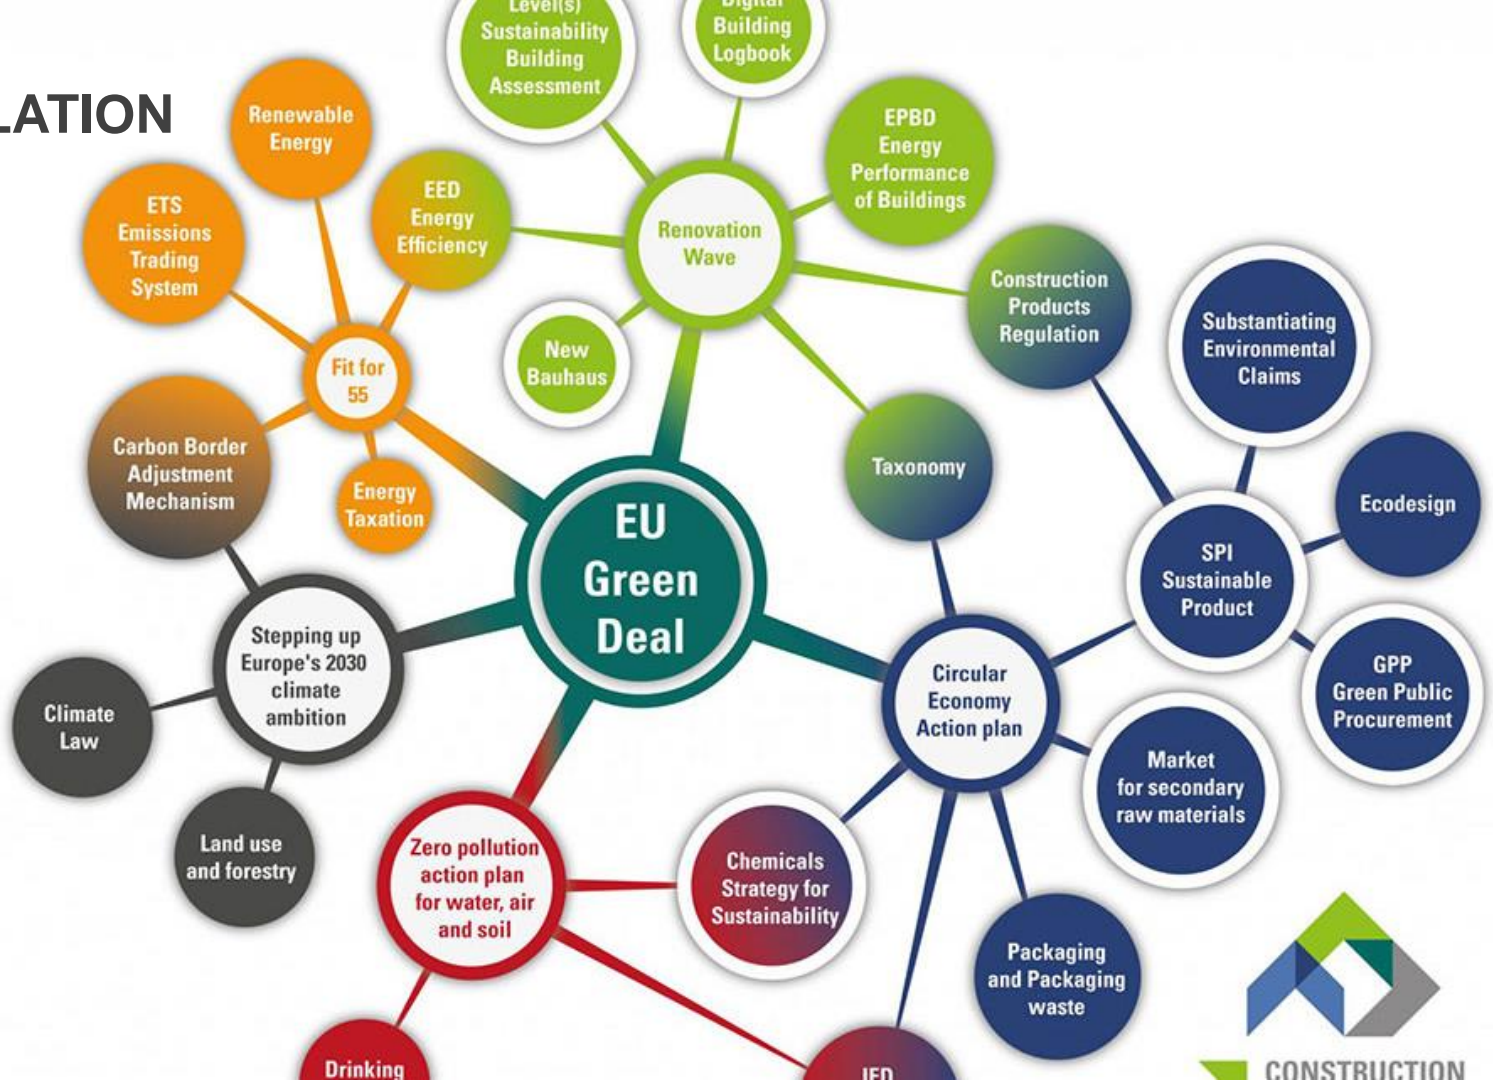 Level(s)
Sustainability
Building
Assessment
Digital
Building
Logbook
LATION
Renewable
Energy
EPBD
Energy
Performance
of Buildings
ETS
Emissions
Trading
System
EED
Energy
Efficiency
Renovation
Wave
Construction
Products
Regulation
Substantiating
Environmental
Claims
New
Bauhaus
Fit for
55
Carbon Border
Adjustment
Mechanism
Energy
Taxation
Taxonomy
Ecodesign
EU
Green
Deal
SPI
Sustainable
Product
Stepping up
Europe's 2030
climate
ambition
Circular
Economy
Action plan
GPP
Green Public
Procurement
Climate
Law
Market
for secondary
raw materials
Land use
and forestry
Zero pollution
action plan
for water, air
and soil
Chemicals
Strategy for
Sustainability
Packaging
and Packaging
waste
Drinking
IED
CONSTRUCTION